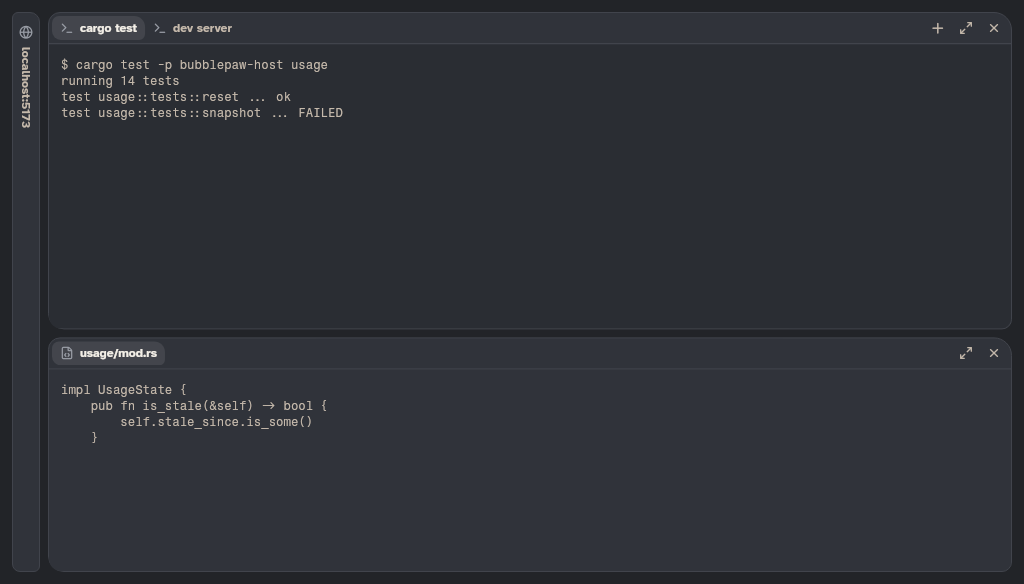 localhost:5173
cargo test
dev server
$ cargo test -p bubblepaw-host usage
running 14 tests
test usage::tests::reset ... ok
test usage::tests::snapshot ... FAILED
usage/mod.rs
impl UsageState {
    pub fn is_stale(&self) -> bool {
        self.stale_since.is_some()
    }